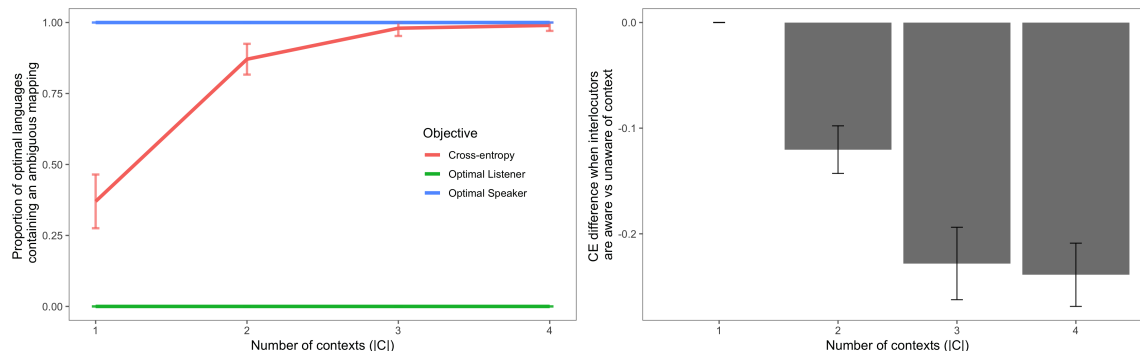 Proportion of optimal languages
containing an ambiguous mapping
1.00
0.75
0.50
0.25
0.00
1
2
3
4
Number of contexts (|C|)
Objective
Cross-entropy
Optimal Listener
Optimal Speaker
CE difference when interlocutors
are aware vs unaware of context
0.0
-0.1
-0.2
1
2
3
4
Number of contexts (|C|)